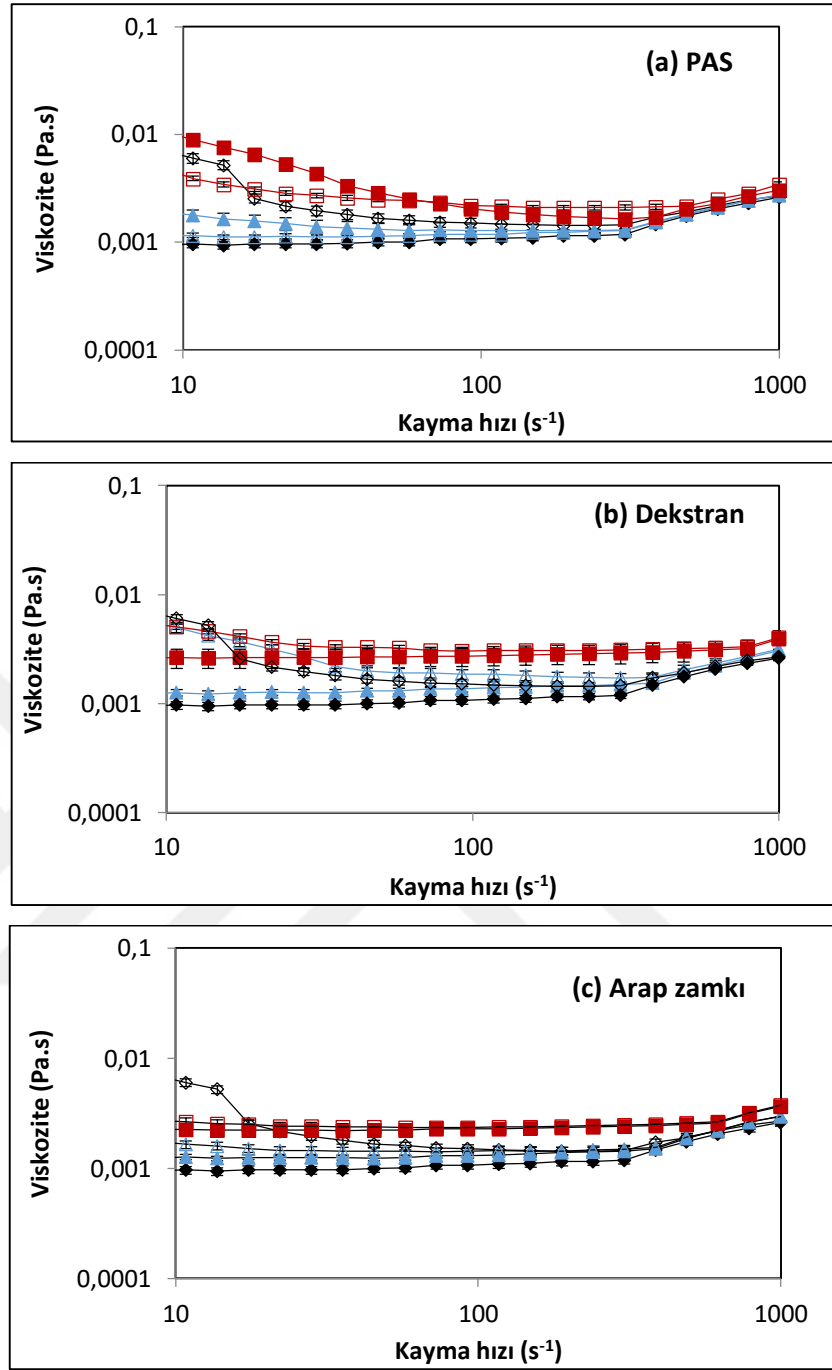 (a) PAS
0,1
0,01
0,001
0,0001
Viskozite (Pa.s)
10
100
1000
Kayma hızı (s⁻¹)
(b) Dekstran
0,1
0,01
0,001
0,0001
Viskozite (Pa.s)
10
100
1000
Kayma hızı (s⁻¹)
(c) Arap zamkı
0,1
0,01
0,001
0,0001
Viskozite (Pa.s)
10
100
1000
Kayma hızı (s⁻¹)